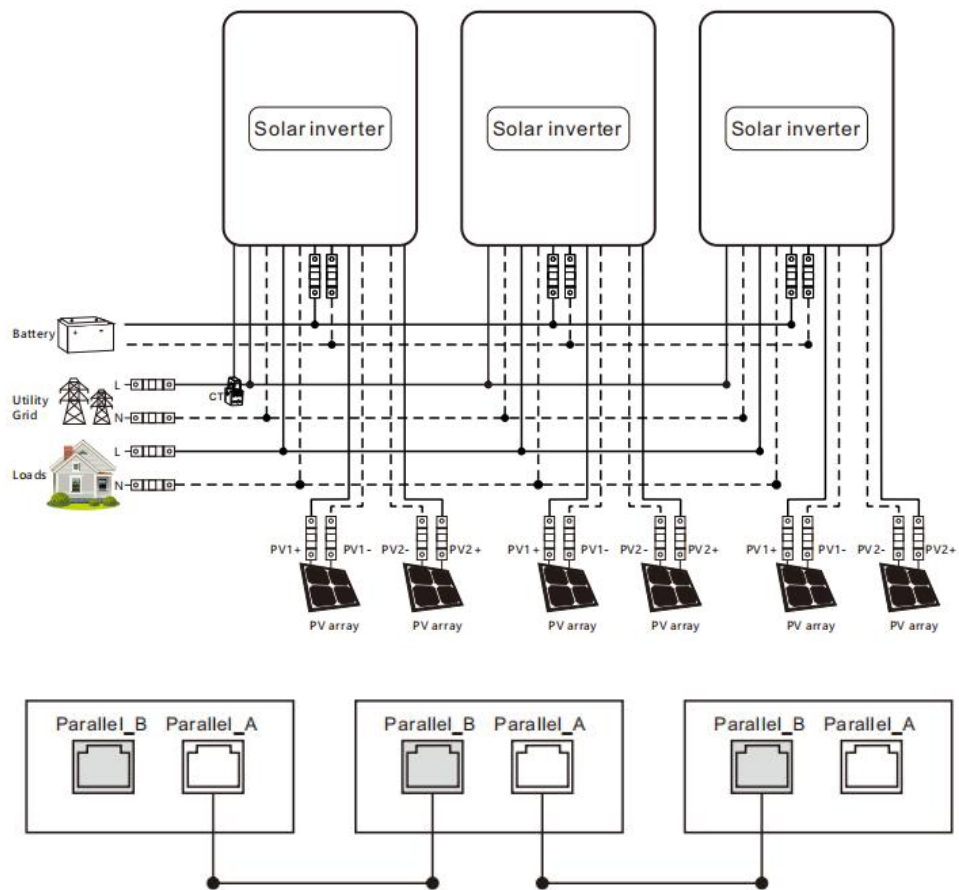 Solar inverter
Solar inverter
Solar inverter
Battery
+
-
Utility
Grid
L
N
CT
Loads
L
N
PV1+ PV1- PV2- PV2+
PV1+ PV1- PV2- PV2+
PV1+ PV1- PV2- PV2+
PV array PV array
PV array PV array
PV array PV array
Parallel_B Parallel_A
Parallel_B Parallel_A
Parallel_B Parallel_A